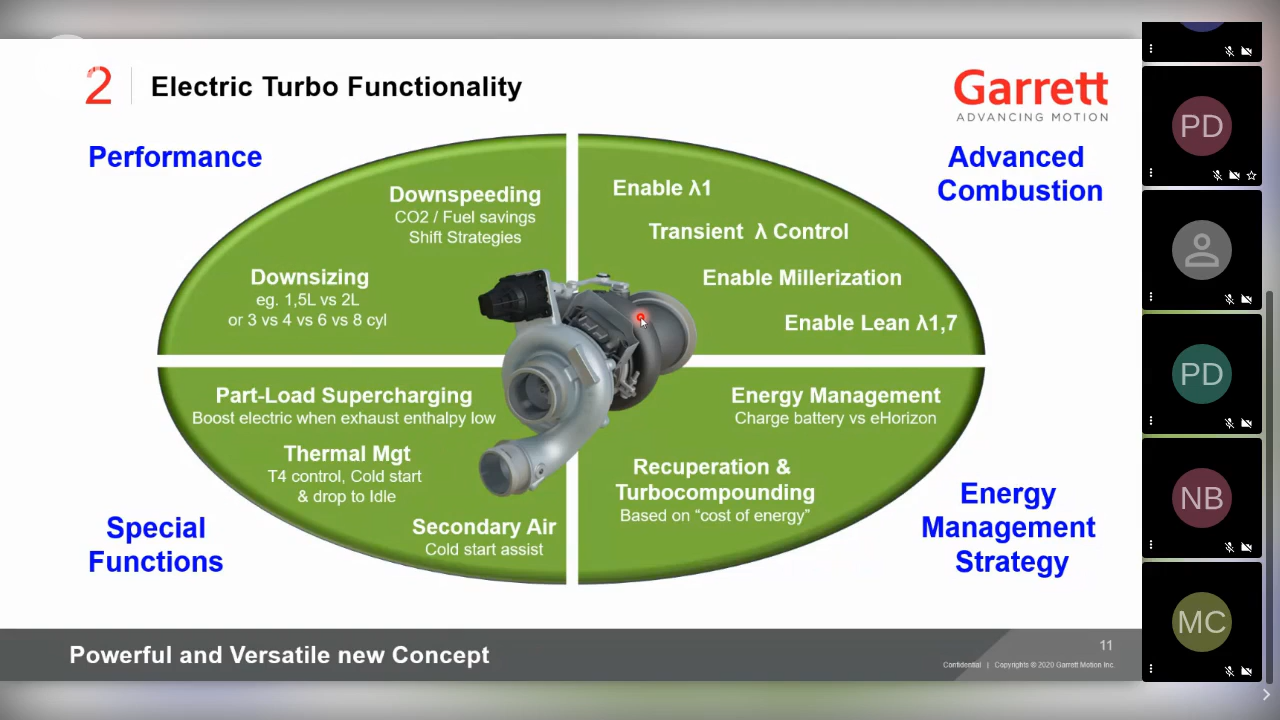 2
Electric Turbo Functionality
Garrett
ADVANCING MOTION
Performance
Downspeeding
CO2 / Fuel savings
Shift Strategies
Downsizing
eg. 1,5L vs 2L
or 3 vs 4 vs 6 vs 8 cyl
Advanced
Combustion
Enable λ1
Transient λ Control
Enable Millerization
Enable Lean λ1,7
Part-Load Supercharging
Boost electric when exhaust enthalpy low
Thermal Mgt
T4 control, Cold start
& drop to Idle
Secondary Air
Cold start assist
Special
Functions
Energy Management
Charge battery vs eHorizon
Recuperation &
Turbocompounding
Based on “cost of energy”
Energy
Management
Strategy
Powerful and Versatile new Concept
11
Confidential | Copyrights © 2020 Garrett Motion Inc.
PD
PD
NB
MC